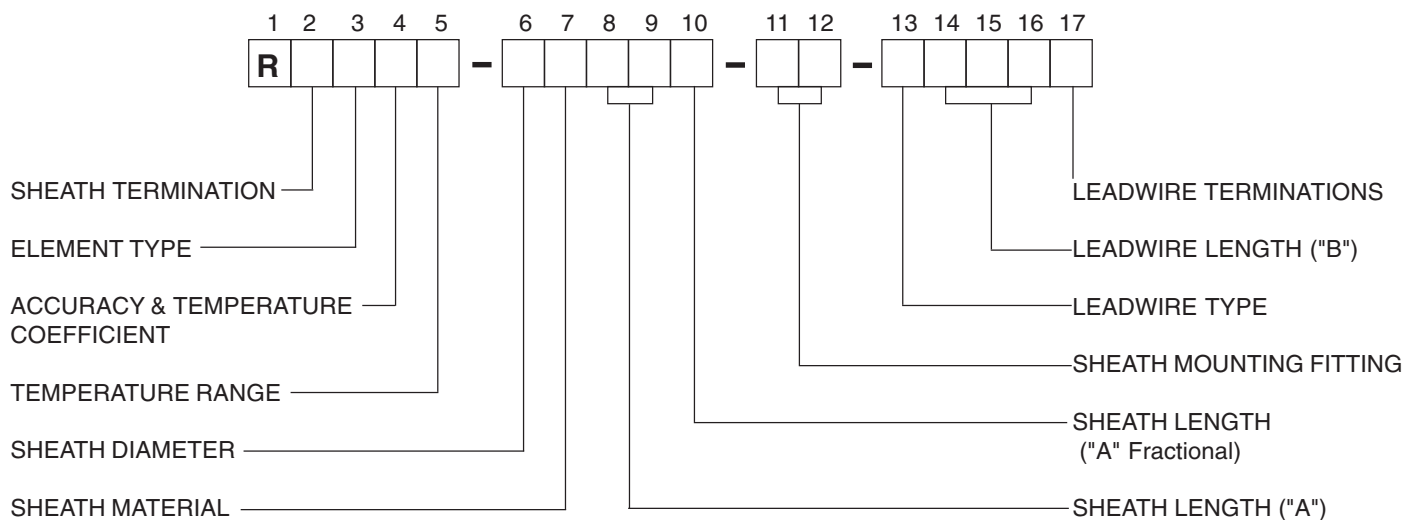 1 2 3 4 5 6 7 8 9 10 11 12 13 14 15 16 17
R - - -
SHEATH TERMINATION
ELEMENT TYPE
ACCURACY & TEMPERATURE
COEFFICIENT
TEMPERATURE RANGE
SHEATH DIAMETER
SHEATH MATERIAL
LEADWIRE TERMINATIONS
LEADWIRE LENGTH ("B")
LEADWIRE TYPE
SHEATH MOUNTING FITTING
SHEATH LENGTH
("A" Fractional)
SHEATH LENGTH ("A")